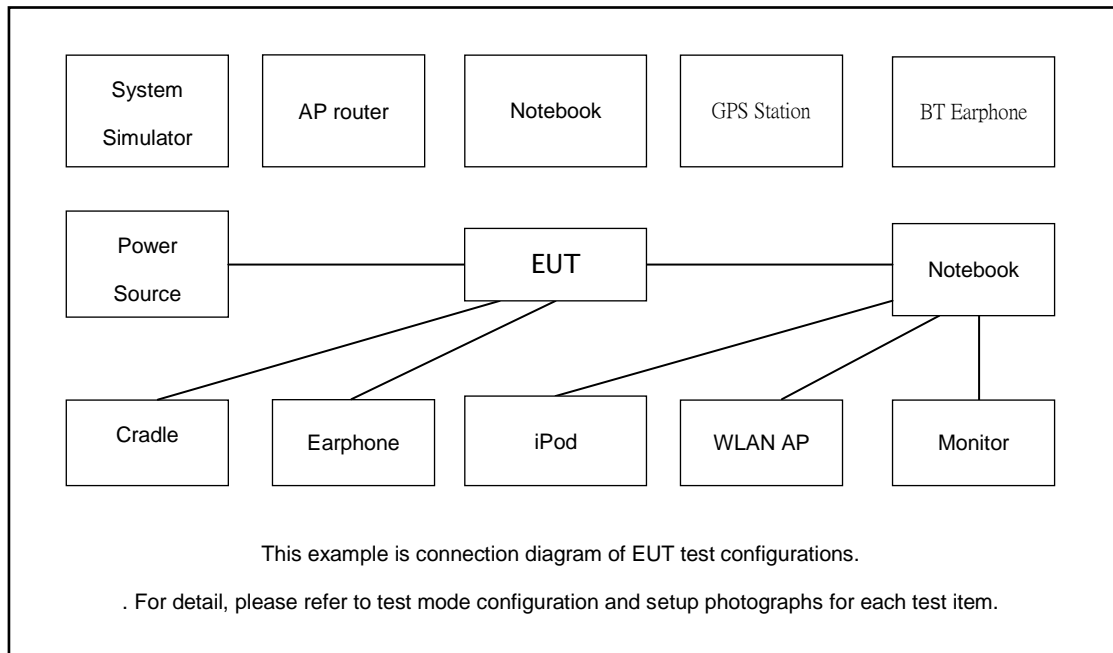 System
Simulator
AP router
Notebook
GPS Station
BT Earphone
Power
Source
EUT
Notebook
Cradle
Earphone
iPod
WLAN AP
Monitor
This example is connection diagram of EUT test configurations.
. For detail, please refer to test mode configuration and setup photographs for each test item.